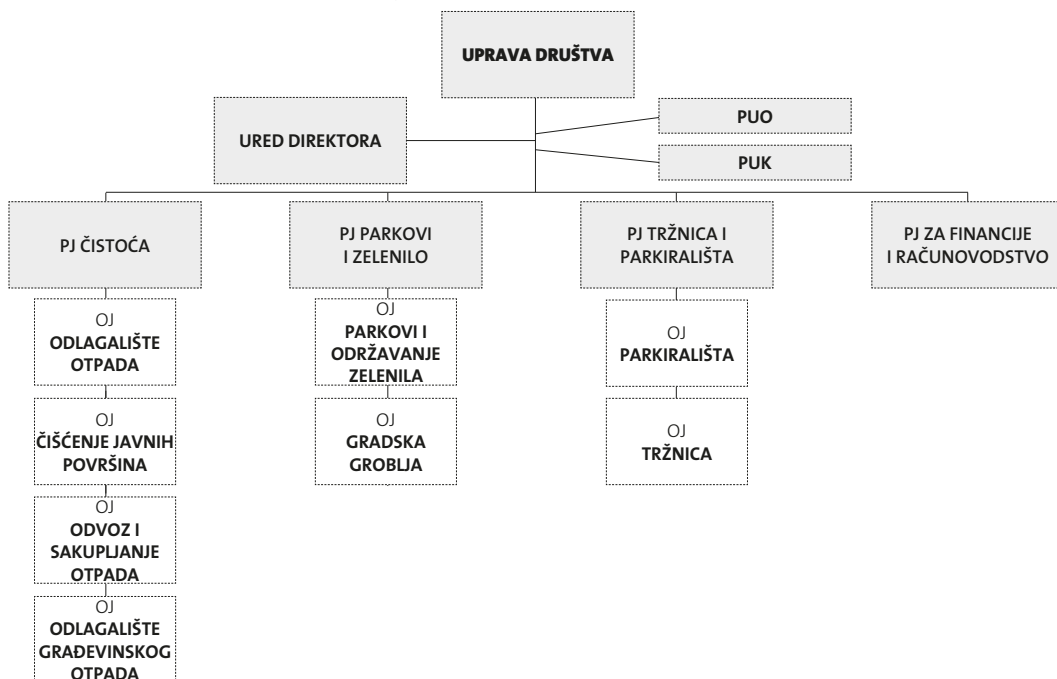 UPRAVA DRUŠTVA
URED DIREKTORA
PUO
PUK
PJ ČISTOĆA
PJ PARKOVI
I ZELENILO
PJ TRŽNICA I
PARKIRALIŠTA
PJ ZA FINANCIJE
I RAČUNOVODSTVO
OJ
ODLAGALIŠTE
OTPADA
OJ
ČIŠĆENJE JAVNIH
POVRŠINA
OJ
ODVOZ I
SAKUPLJANJE
OTPADA
OJ
ODLAGALIŠTE
GRAĐEVINSKOG
OTPADA
OJ
PARKOVI I
ODRŽAVANJE
ZELENILA
OJ
GRADSKA
GROBLJA
OJ
PARKIRALIŠTA
OJ
TRŽNICA